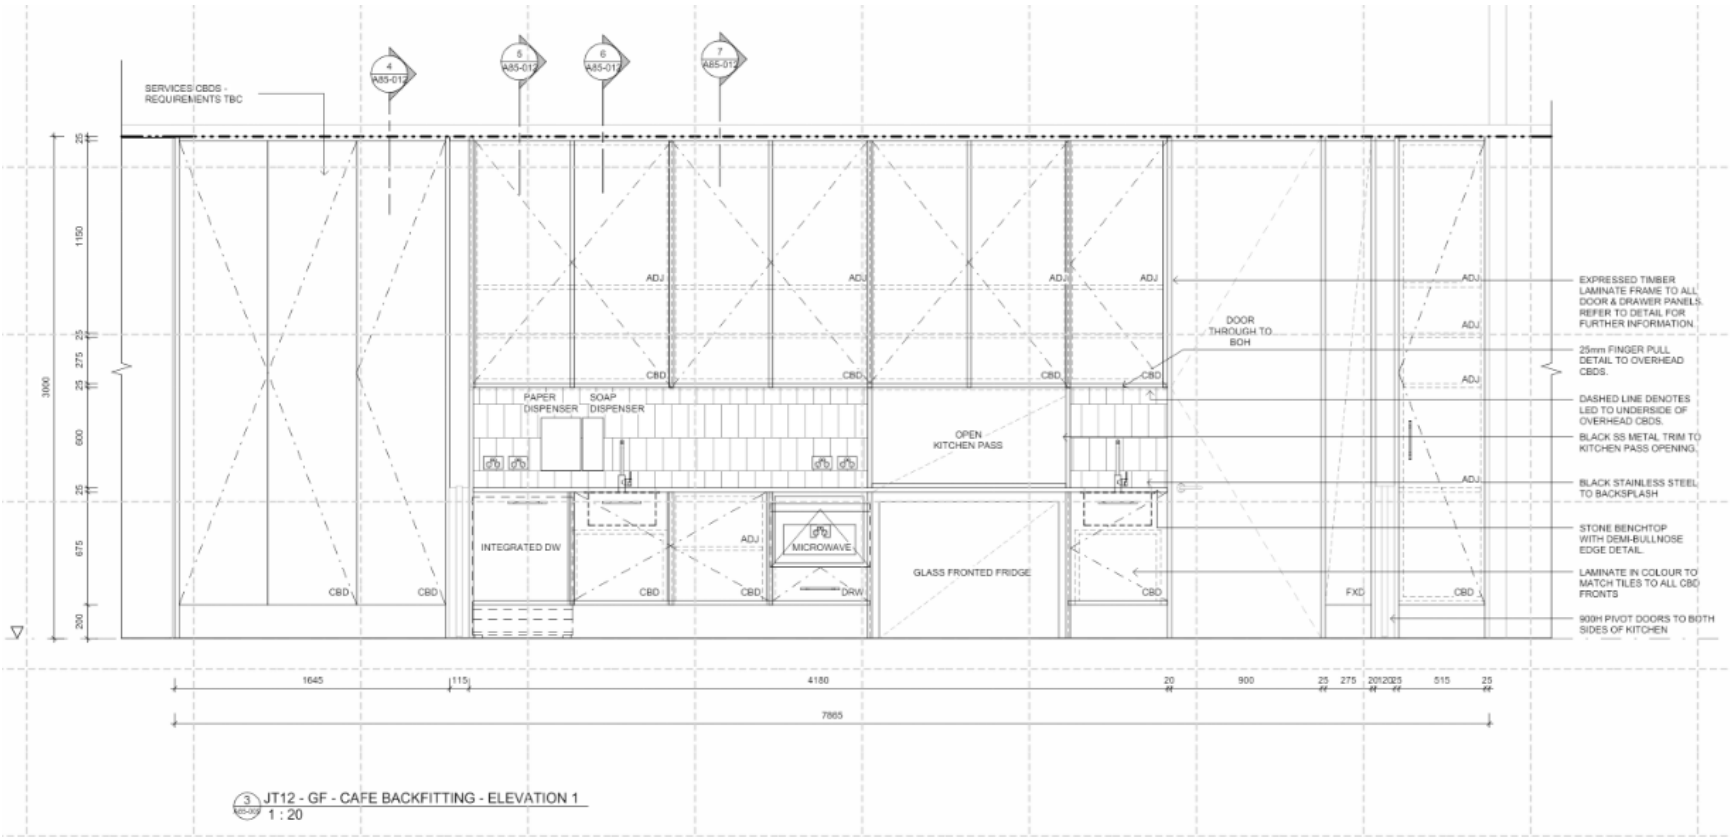 4
A85-012
5
A85-012
6
A85-012
7
A85-012
SERVICES CBDS -
REQUIREMENTS TBC
25
1150
25
275
25
600
25
675
200
3000
ADJ
ADJ
ADJ
ADJ
ADJ
ADJ
ADJ
ADJ
CBD
CBD
CBD
CBD
DOOR
THROUGH TO
BOH
PAPER
DISPENSER
SOAP
DISPENSER
OPEN
KITCHEN PASS
INTEGRATED DW
ADJ
MICROWAVE
GLASS FRONTED FRIDGE
CBD
CBD
CBD
CBD
DRW
CBD
FXD
CBD
EXPRESSED TIMBER
LAMINATE FRAME TO ALL
DOOR & DRAWER PANELS.
REFER TO DETAIL FOR
FURTHER INFORMATION
25mm FINGER PULL
DETAIL TO OVERHEAD
CBDS.
DASHED LINE DENOTES
LED TO UNDERSIDE OF
OVERHEAD CBDS.
BLACK SS METAL TRIM TO
KITCHEN PASS OPENING.
BLACK STAINLESS STEEL
TO BACKSPLASH
STONE BENCHTOP
WITH DEMI-BULLNOSE
EDGE DETAIL.
LAMINATE IN COLOUR TO
MATCH TILES TO ALL CBD
FRONTS
900H PIVOT DOORS TO BOTH
SIDES OF KITCHEN
1645
115
4180
20
900
25
275
20
120
25
515
25
7865
3
JT12 - GF - CAFE BACKFITTING - ELEVATION 1
1 : 20